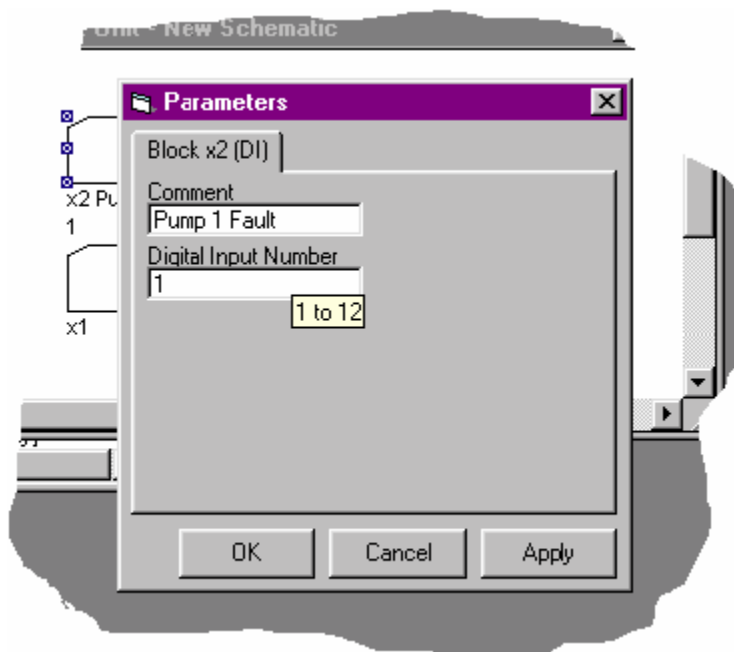 Unit - New Schematic
Parameters
Block x2 (DI)
x2 Pu
Comment
Pump 1 Fault
1
Digital Input Number
1
1 to 12
x1
OK Cancel Apply